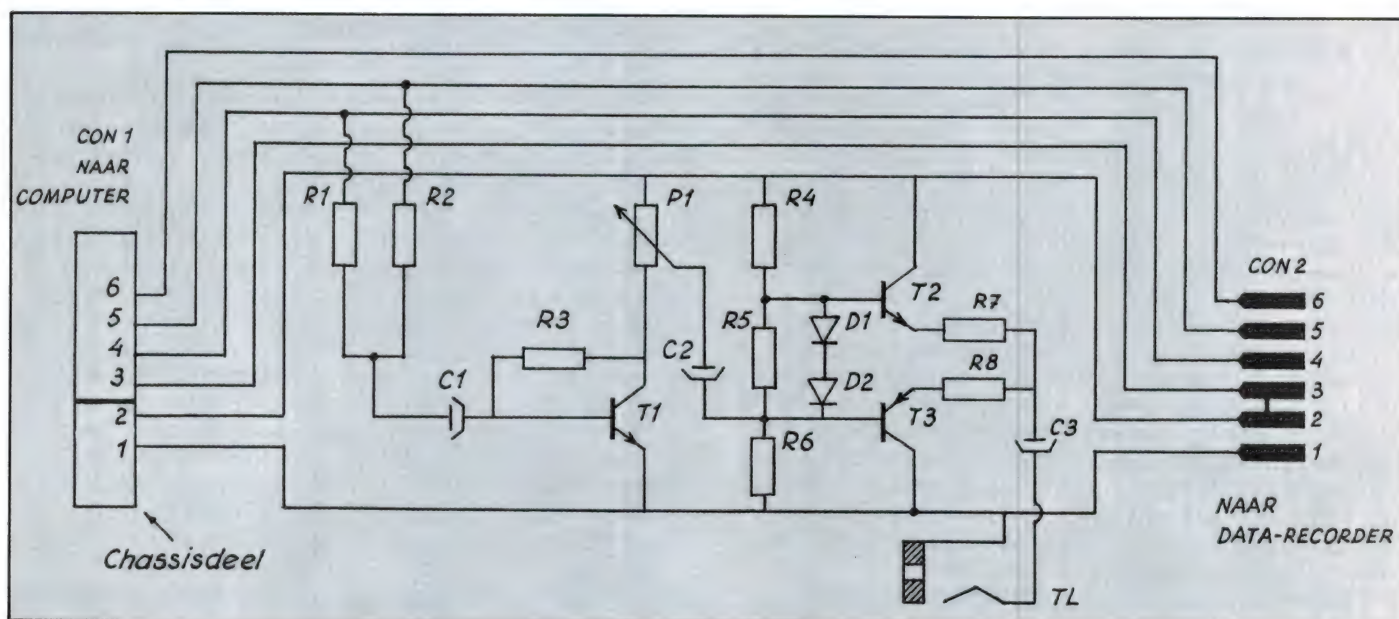 CON 1
NAAR
COMPUTER
6
5
4
3
2
1
Chassisdeel
R1
R2
C1
R3
P1
T1
C2
R4
R5
R6
D1
D2
T2
T3
R7
R8
C3
TL
CON 2
6
5
4
3
2
1
NAAR
DATA-RECORDER